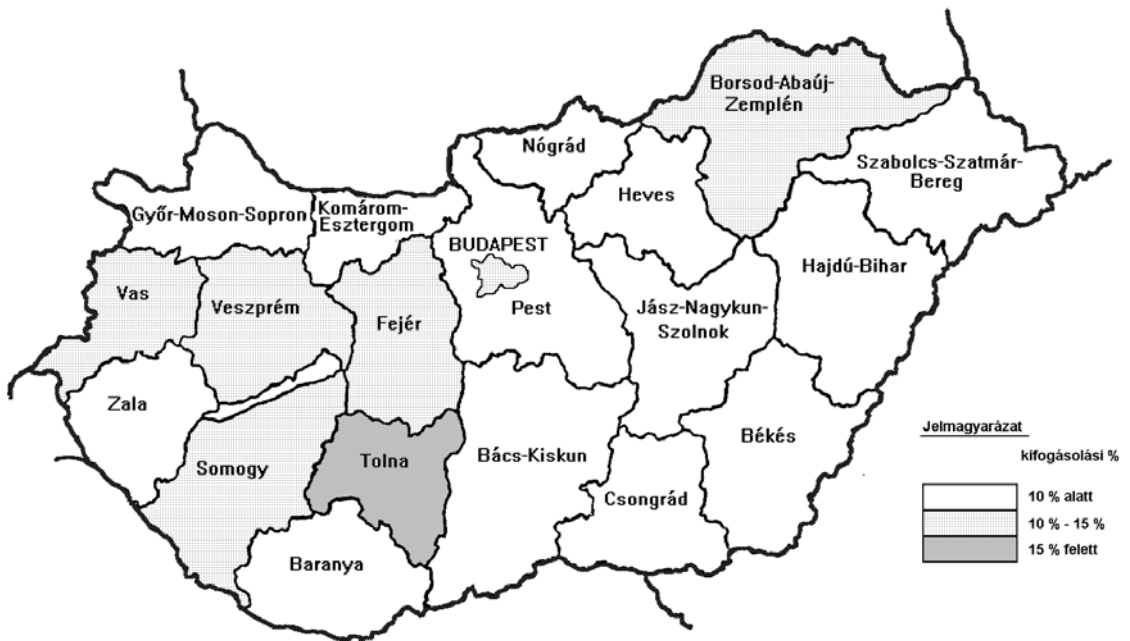 Borsod-Abaúj-
Zemplén
Nógrád
Szabolcs-Szatmár-
Bereg
Heves
Győr-Moson-Sopron
Komárom-
Esztergom
BUDAPEST
Hajdú-Bihar
Vas
Veszprém
Fejér
Pest
Jász-Nagykun-
Szolnok
Zala
Somogy
Tolna
Bács-Kiskun
Békés
Csongrád
Baranya
Jelmagyarázat
kifogásolási %
10 % alatt
10 % - 15 %
15 % felett